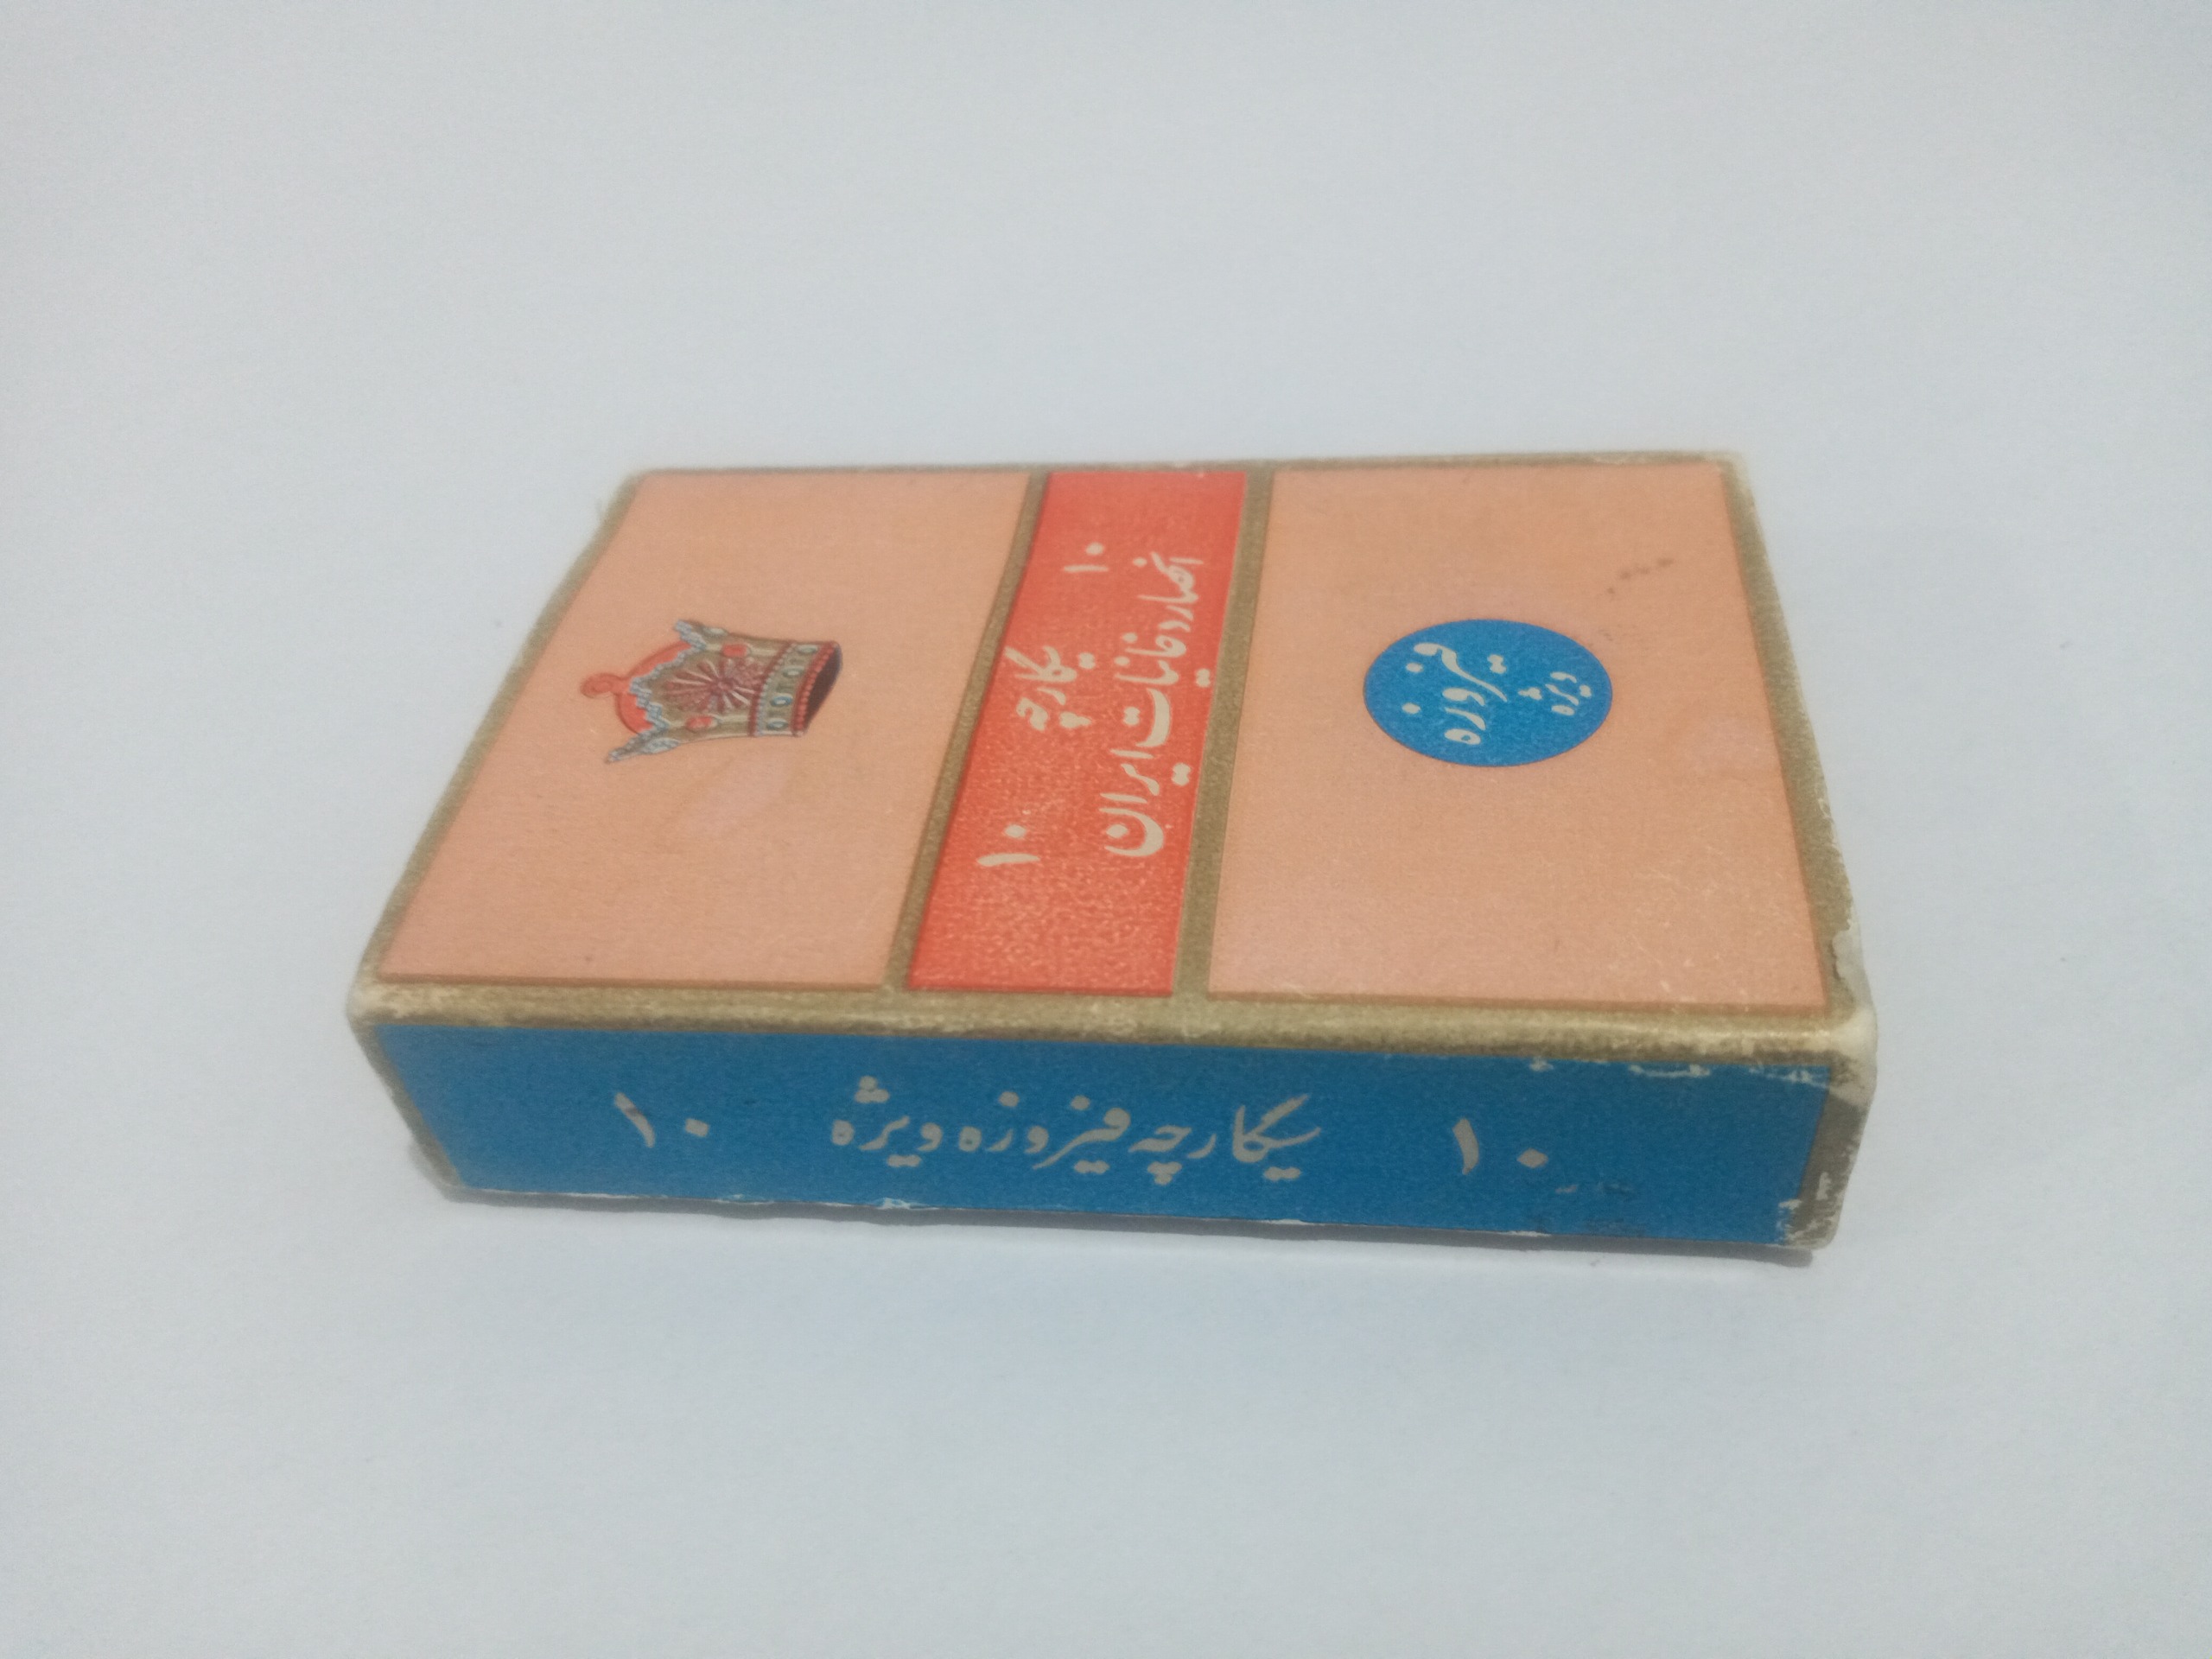 ۱۰ سیگارچه ۱۰
انحصار دخانیات ایران
فیروزه
ویژه
۱۰ سیگارچه فیروزه ویژه ۱۰